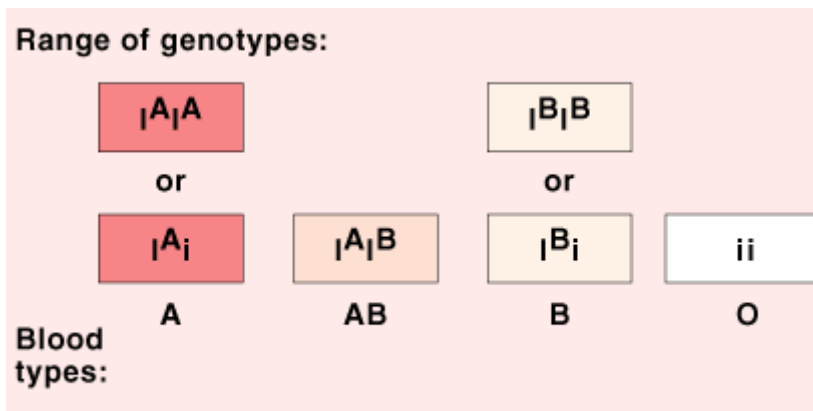 Range of genotypes:
IAIA IBIB
or or
IAi IAIB IBi ii
A AB B O
Blood
types: